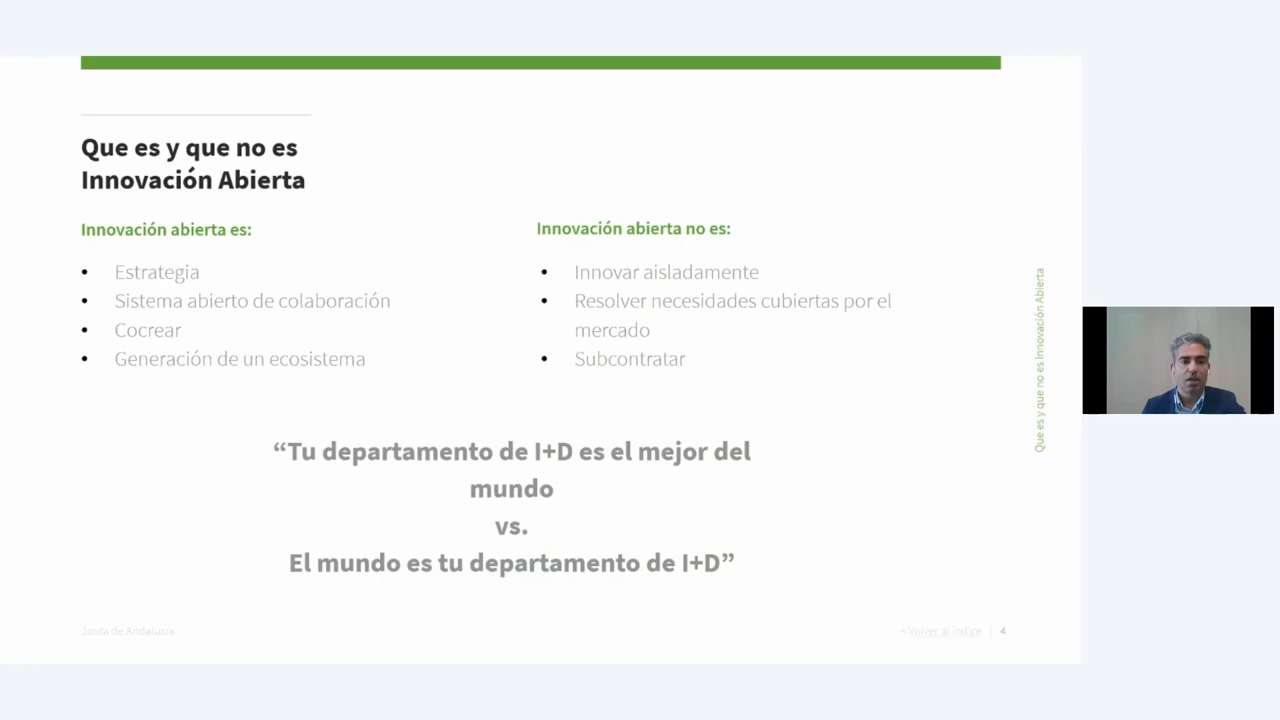 Que es y que no es
Innovación Abierta
Innovación abierta es:
• Estrategia
• Sistema abierto de colaboración
• Cocrear
• Generación de un ecosistema
Innovación abierta no es:
• Innovar aisladamente
• Resolver necesidades cubiertas por el
mercado
• Subcontratar
“Tu departamento de I+D es el mejor del
mundo
vs.
El mundo es tu departamento de I+D”
Que es y que no es Innovación Abierta
Junta de Andalucía
< Volver al índice | 4